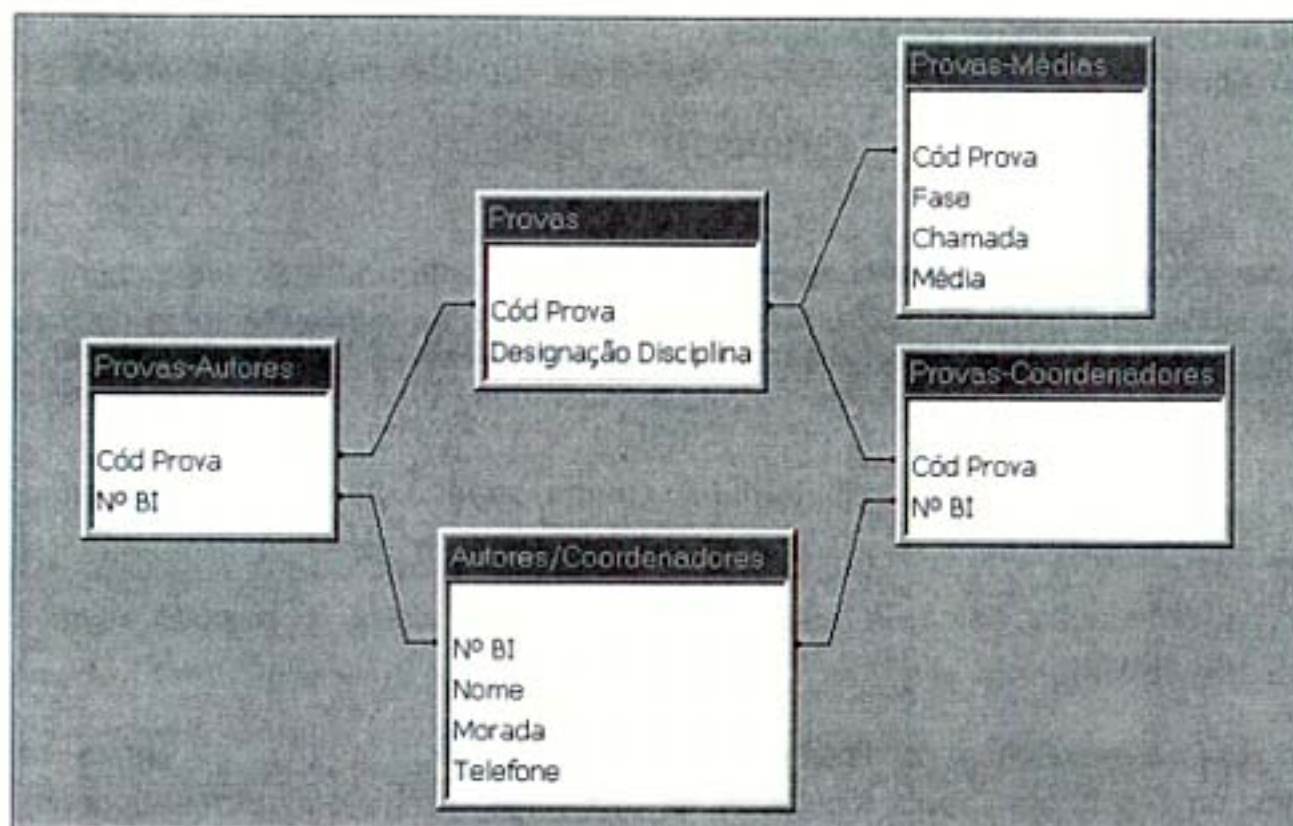 Provas-Médias
Cód Prova
Fase
Chamada
Média
Provas
Cód Prova
Designação Disciplina
Provas-Autores
Cód Prova
Nº BI
Provas-Coordenadores
Cód Prova
Nº BI
Autores/Coordenadores
Nº BI
Nome
Morada
Telefone